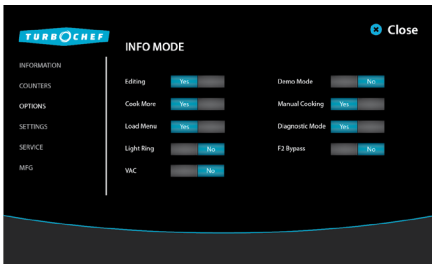 TURBOCHEF
Close
INFO MODE
INFORMATION
COUNTERS
OPTIONS
SETTINGS
SERVICE
MFG
Editing Yes
Cook More Yes
Load Menu Yes
Light Ring No
VAC No
Demo Mode No
Manual Cooking Yes
Diagnostic Mode Yes
F2 Bypass No